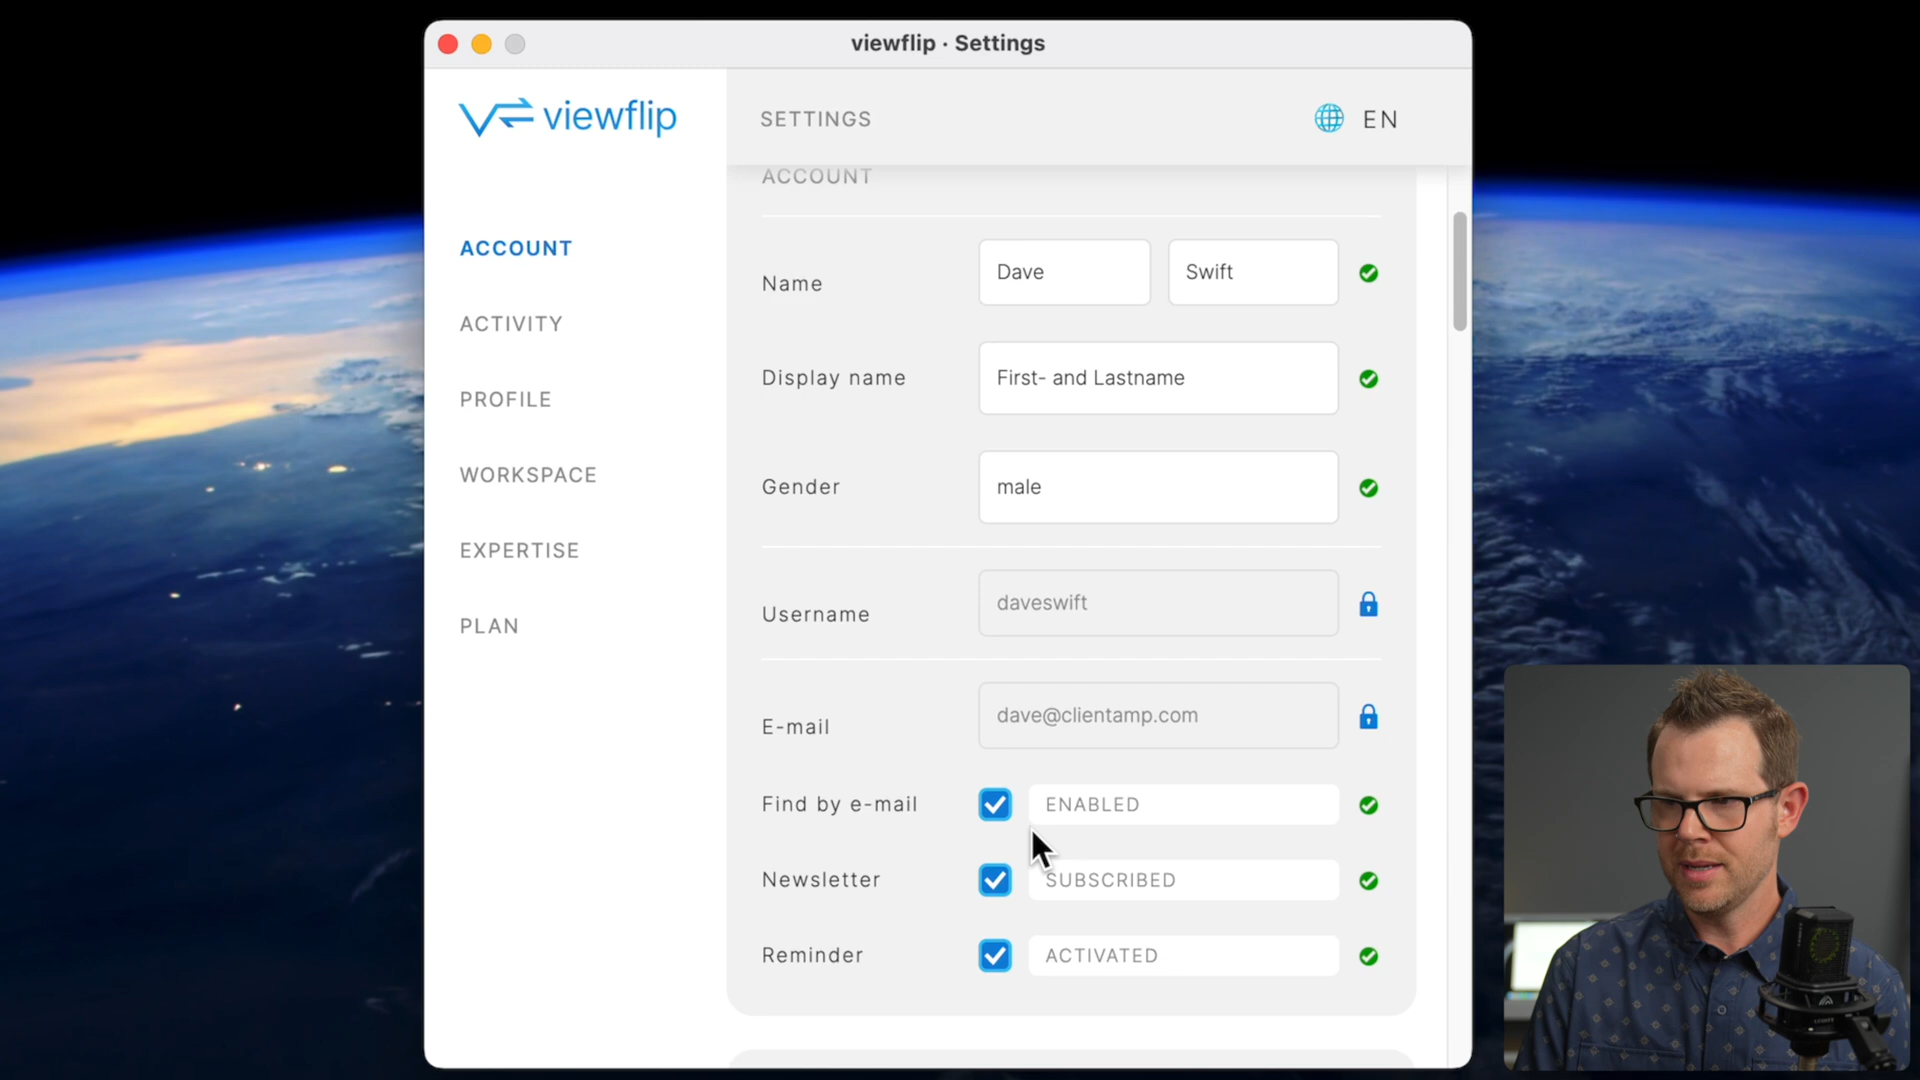 viewflip · Settings
viewflip
SETTINGS
EN
ACCOUNT
ACTIVITY
PROFILE
WORKSPACE
EXPERTISE
PLAN
ACCOUNT
Name
Dave
Swift
Display name
First- and Lastname
Gender
male
Username
daveswift
E-mail
dave@clientamp.com
Find by e-mail
ENABLED
Newsletter
SUBSCRIBED
Reminder
ACTIVATED